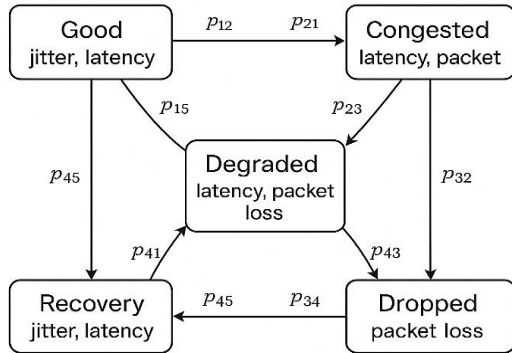 Good
jitter, latency
p12
p21
Congested
latency, packet
p15
p23
Degraded
latency, packet
loss
p45
p32
p41
p43
Recovery
jitter, latency
p45
p34
Dropped
packet loss